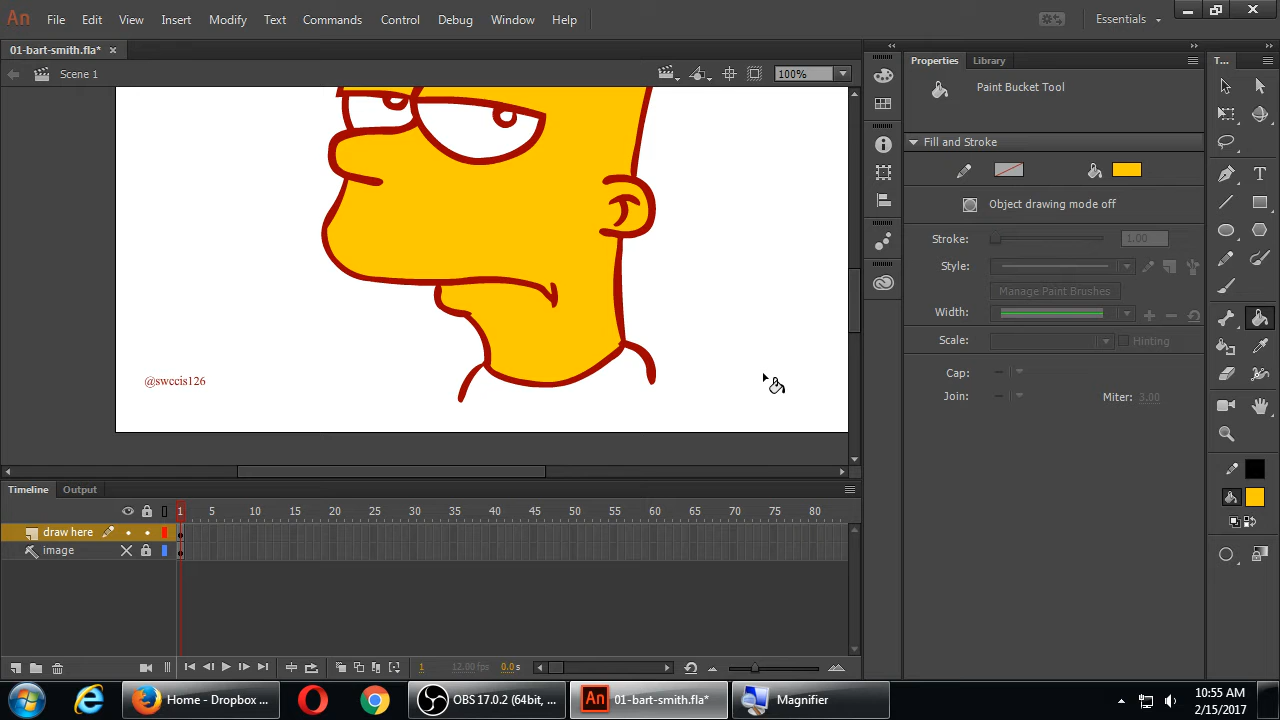 An File Edit View Insert Modify Text Commands Control Debug Window Help Essentials
01-bart-smith.fla* ×
Scene 1 100%
Properties Library T...
Paint Bucket Tool
Fill and Stroke
Object drawing mode off
Stroke: 1.00
Style:
Manage Paint Brushes
Width:
Scale: Hinting
Cap:
Join: Miter: 3.00
@swccis126
Timeline Output
1 5 10 15 20 25 30 35 40 45 50 55 60 65 70 75 80
draw here
image
1 12.00 fps 0.0 s
Home - Dropbox ... OBS 17.0.2 (64bit, ... An 01-bart-smith.fla* Magnifier
10:55 AM
2/15/2017